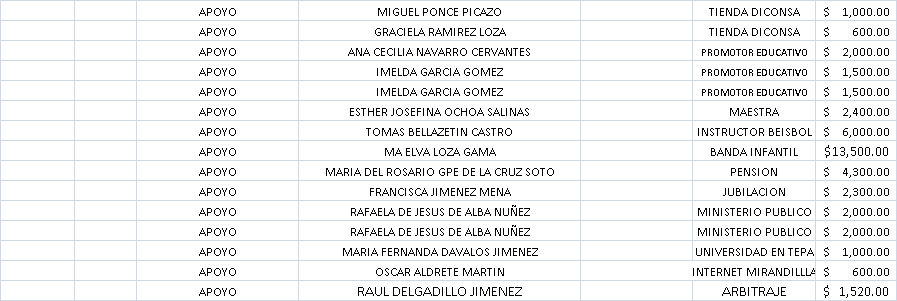 APOYO MIGUEL PONCE PICAZO TIENDA DICONSA $ 1,000.00
APOYO GRACIELA RAMIREZ LOZA TIENDA DICONSA $ 600.00
APOYO ANA CECILIA NAVARRO CERVANTES PROMOTOR EDUCATIVO $ 2,000.00
APOYO IMELDA GARCIA GOMEZ PROMOTOR EDUCATIVO $ 1,500.00
APOYO IMELDA GARCIA GOMEZ PROMOTOR EDUCATIVO $ 1,500.00
APOYO ESTHER JOSEFINA OCHOA SALINAS MAESTRA $ 2,400.00
APOYO TOMAS BELLAZETIN CASTRO INSTRUCTOR BEISBOL $ 6,000.00
APOYO MA ELVA LOZA GAMA BANDA INFANTIL $13,500.00
APOYO MARIA DEL ROSARIO GPE DE LA CRUZ SOTO PENSION $ 4,300.00
APOYO FRANCISCA JIMENEZ MENA JUBILACION $ 2,300.00
APOYO RAFAELA DE JESUS DE ALBA NUÑEZ MINISTERIO PUBLICO $ 2,000.00
APOYO RAFAELA DE JESUS DE ALBA NUÑEZ MINISTERIO PUBLICO $ 2,000.00
APOYO MARIA FERNANDA DAVALOS JIMENEZ UNIVERSIDAD EN TEPA $ 1,000.00
APOYO OSCAR ALDRETE MARTIN INTERNET MIRANDILLLA $ 600.00
APOYO RAUL DELGADILLO JIMENEZ ARBITRAJE $ 1,520.00